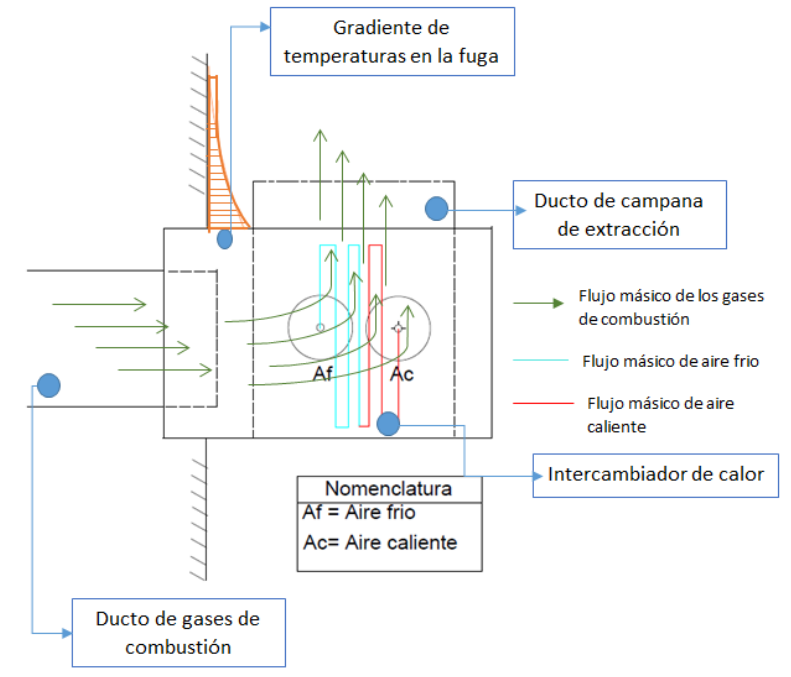 Gradiente de
temperaturas en la fuga
Ducto de campana
de extracción
Flujo másico de los gases
de combustión
Flujo másico de aire frio
Flujo másico de aire
caliente
Af
Ac
Intercambiador de calor
Nomenclatura
Af = Aire frio
Ac= Aire caliente
Ducto de gases de
combustión